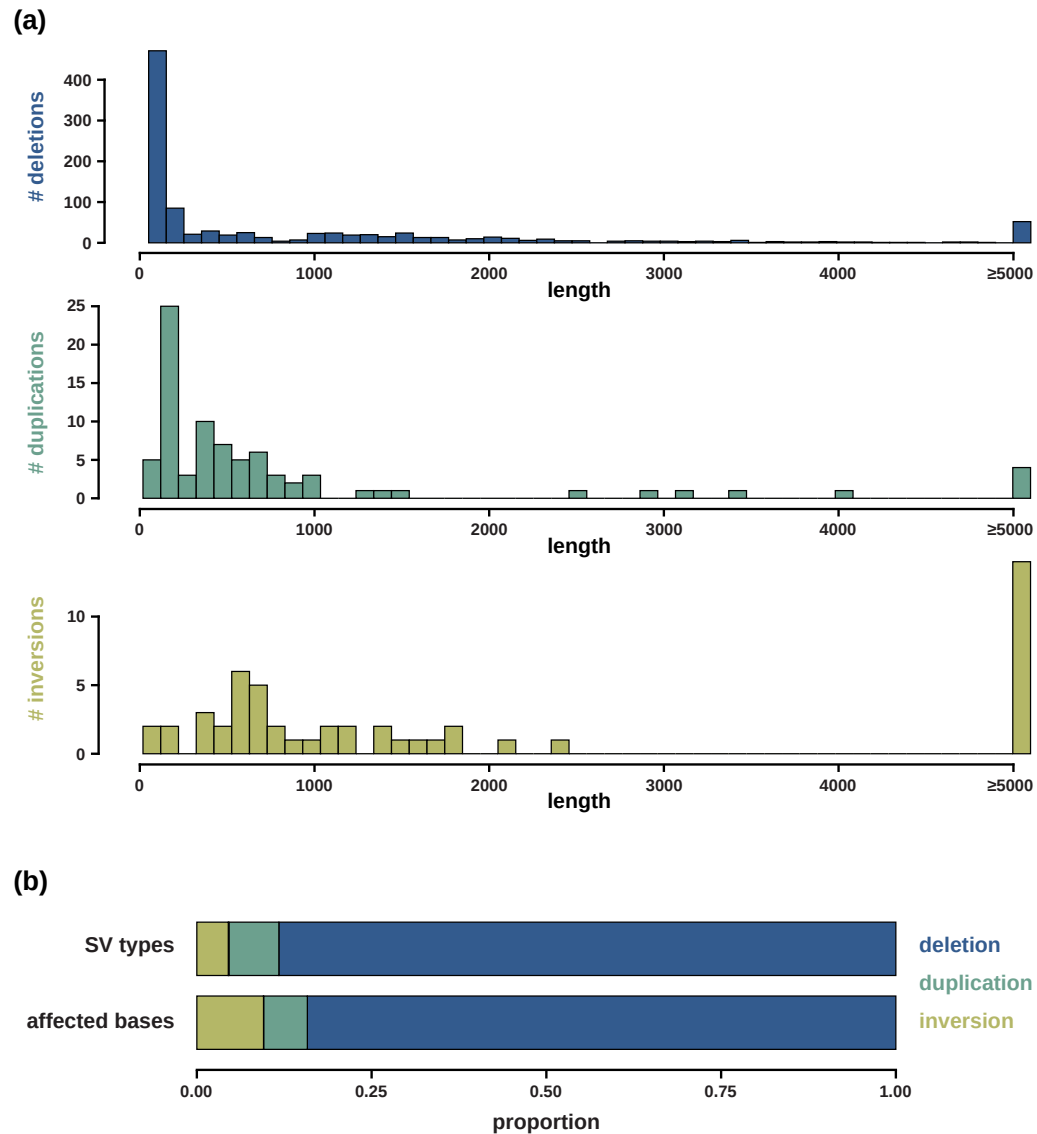 (a)
# deletions
400
300
200
100
0
0 1000 2000 3000 4000 ≥5000
length
# duplications
25
20
15
10
5
0
0 1000 2000 3000 4000 ≥5000
length
# inversions
10
5
0
0 1000 2000 3000 4000 ≥5000
length
(b)
SV types
deletion
duplication
affected bases
inversion
0.00 0.25 0.50 0.75 1.00
proportion